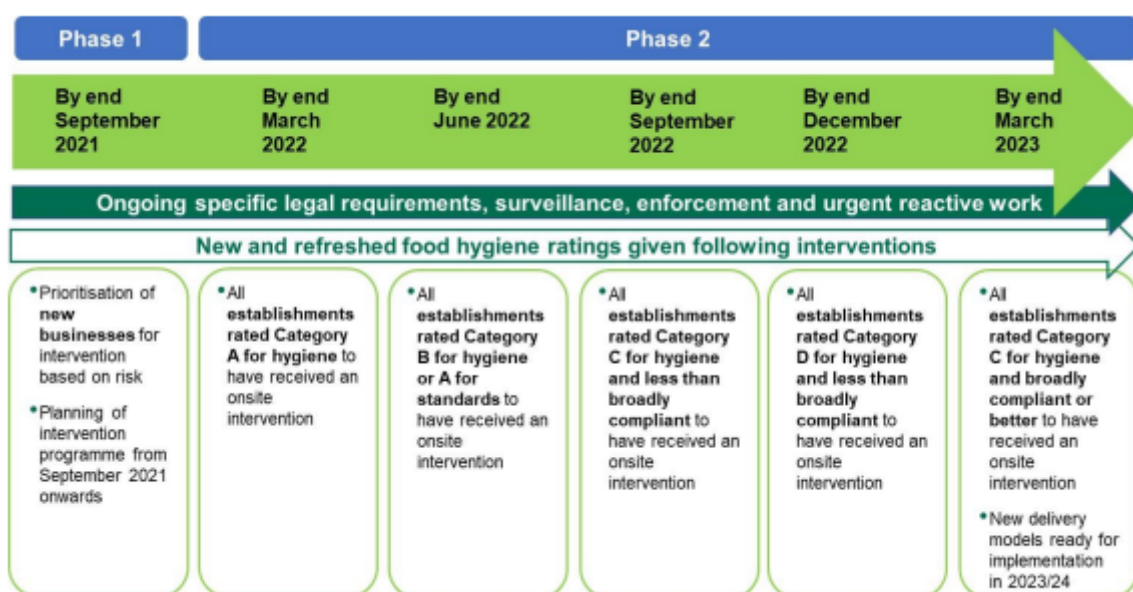 Phase 1
Phase 2
By end
September
2021
By end
March
2022
By end
June 2022
By end
September
2022
By end
December
2022
By end
March
2023
Ongoing specific legal requirements, surveillance, enforcement and urgent reactive work
New and refreshed food hygiene ratings given following interventions
•Prioritisation of
new
businesses for
intervention
based on risk
•Planning of
intervention
programme from
September 2021
onwards
•All
establishments
rated Category
A for hygiene to
have received an
onsite
intervention
•All
establishments
rated Category
B for hygiene
or A for
standards to
have received an
onsite
intervention
•All
establishments
rated Category
C for hygiene
and less than
broadly
compliant to
have received an
onsite
intervention
•All
establishments
rated Category
D for hygiene
and less than
broadly
compliant to
have received an
onsite
intervention
•All
establishments
rated Category
C for hygiene
and broadly
compliant or
better to have
received an
onsite
intervention
•New delivery
models ready for
implementation
in 2023/24